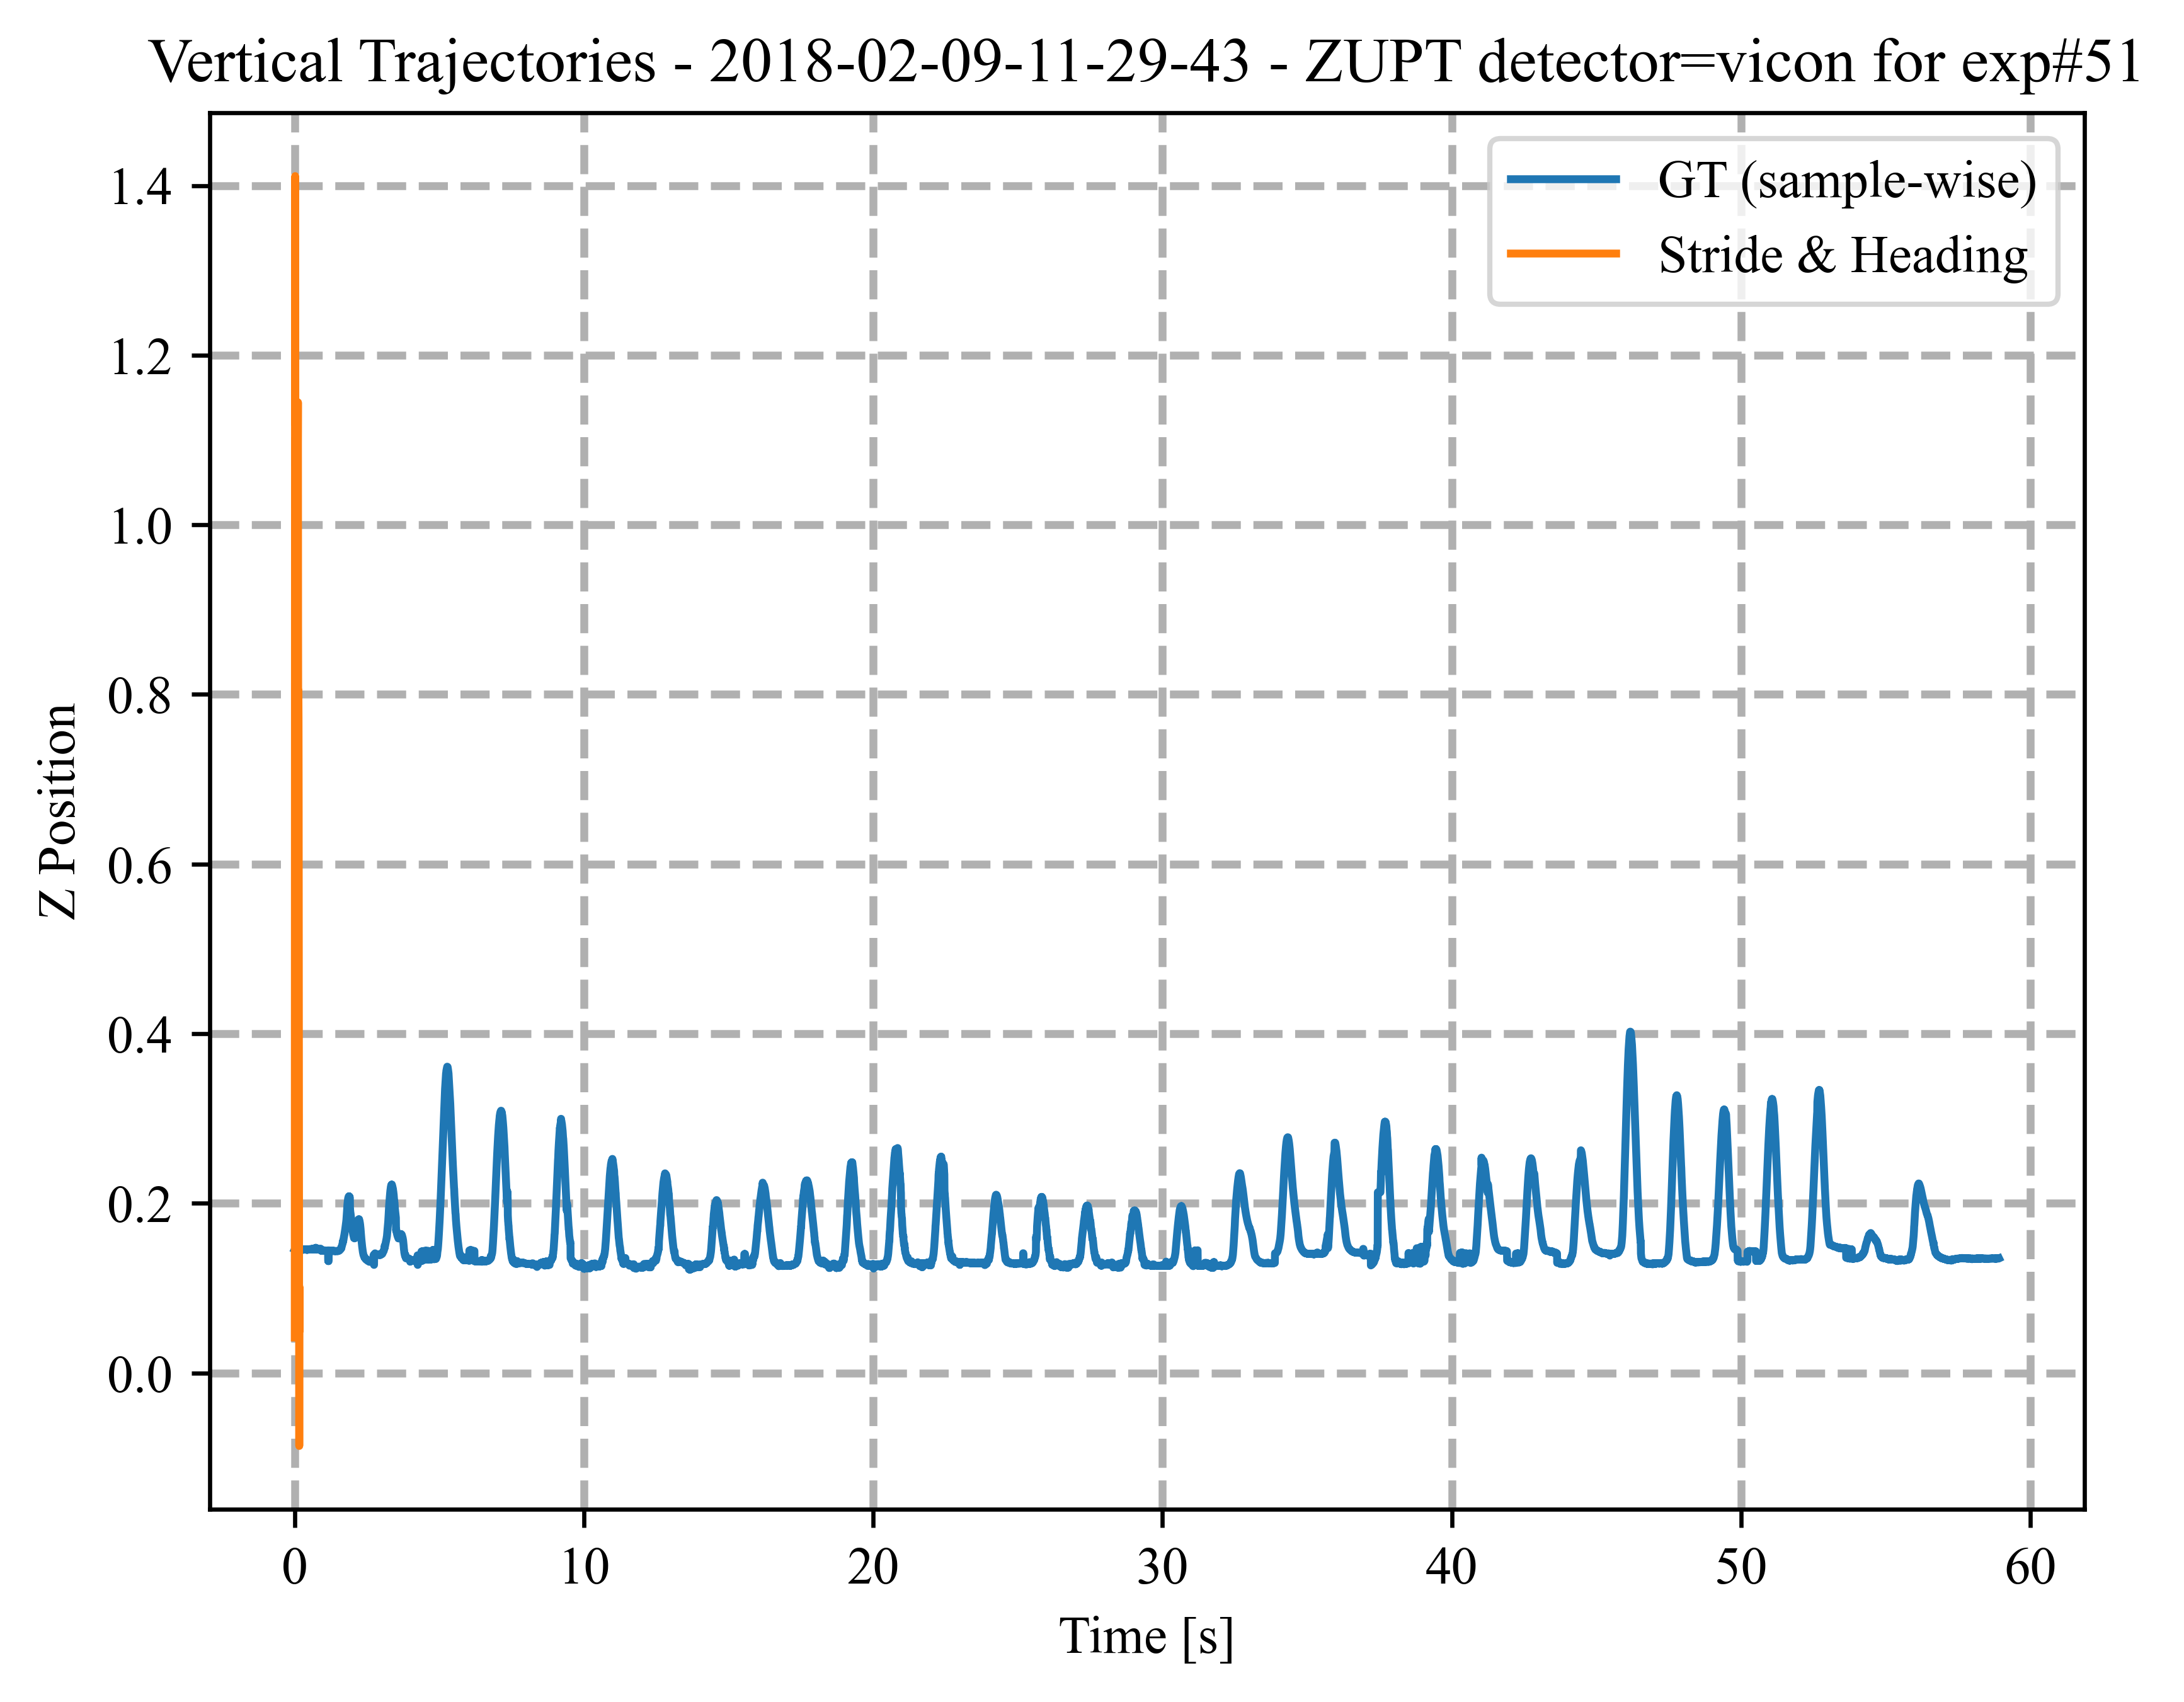 Vertical Trajectories - 2018-02-09-11-29-43 - ZUPT detector=vicon for exp#51
GT (sample-wise)
Stride & Heading
Z Position
1.4
1.2
1.0
0.8
0.6
0.4
0.2
0.0
0 10 20 30 40 50 60
Time [s]